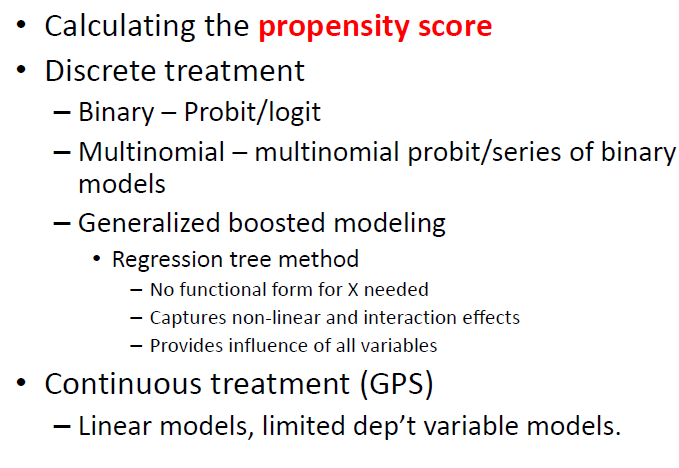 • Calculating the propensity score
• Discrete treatment
– Binary – Probit/logit
– Multinomial – multinomial probit/series of binary
models
– Generalized boosted modeling
• Regression tree method
– No functional form for X needed
– Captures non-linear and interaction effects
– Provides influence of all variables
• Continuous treatment (GPS)
– Linear models, limited dep’t variable models.